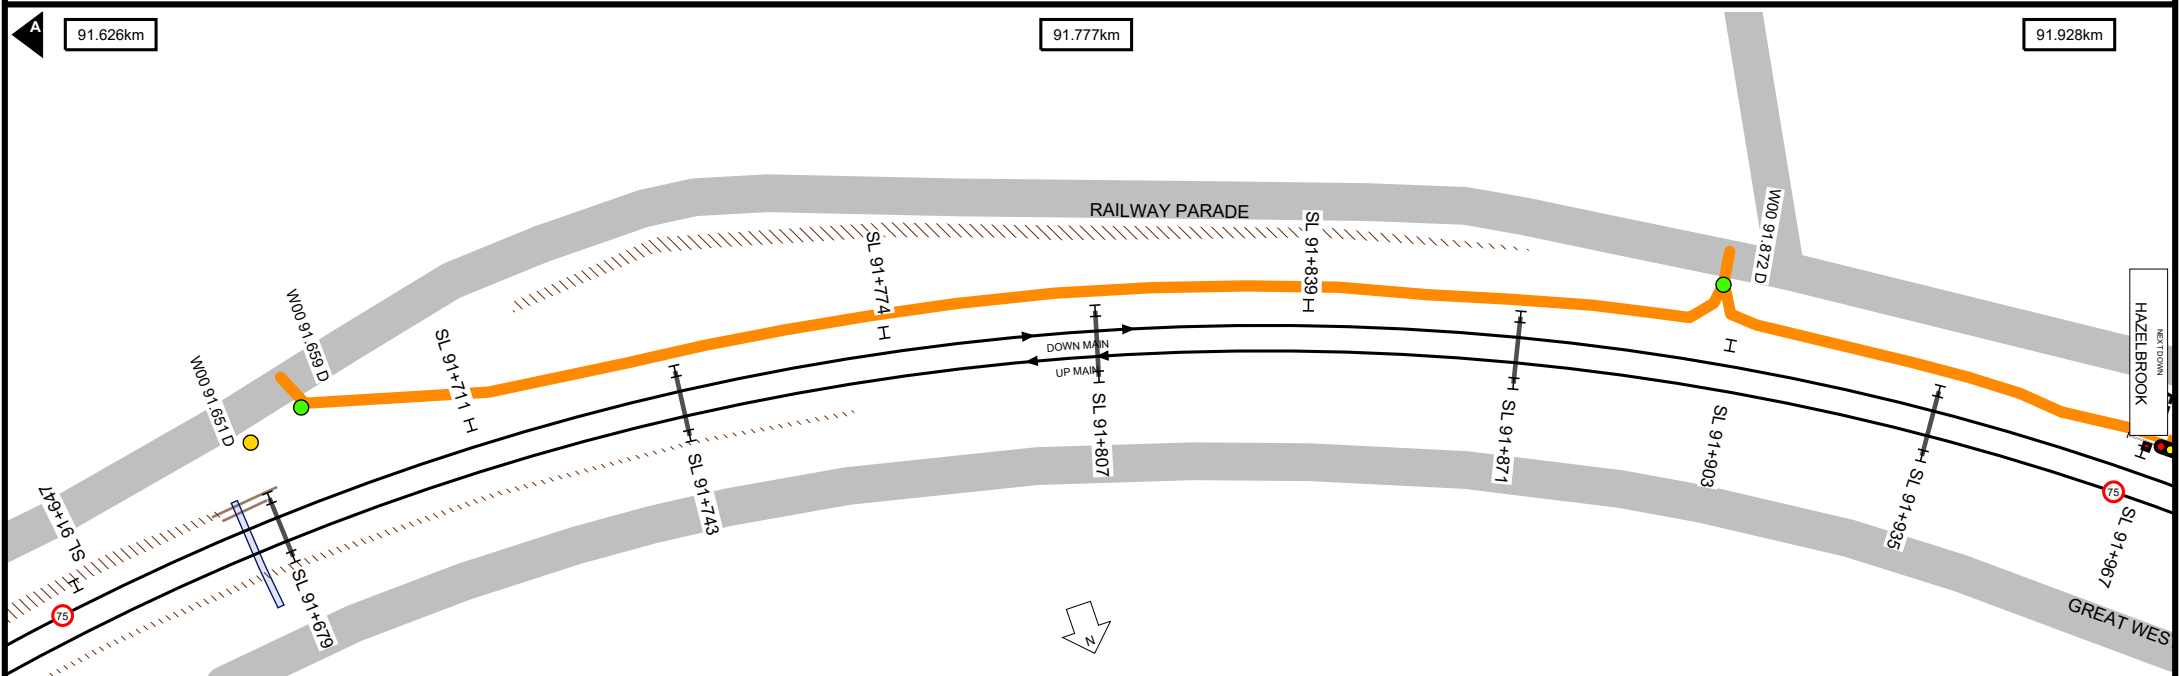 A
91.626km
91.777km
91.928km
RAILWAY PARADE
W00 91.659 D
W00 91.651 D
W00 91.872 D
SL 91+647
SL 91+679
SL 91+711
SL 91+743
SL 91+774
SL 91+807
SL 91+839
SL 91+871
SL 91+903
SL 91+935
SL 91+967
DOWN MAIN
UP MAIN
NEXT DOWN
HAZELBROOK
75
75
N
GREAT WES